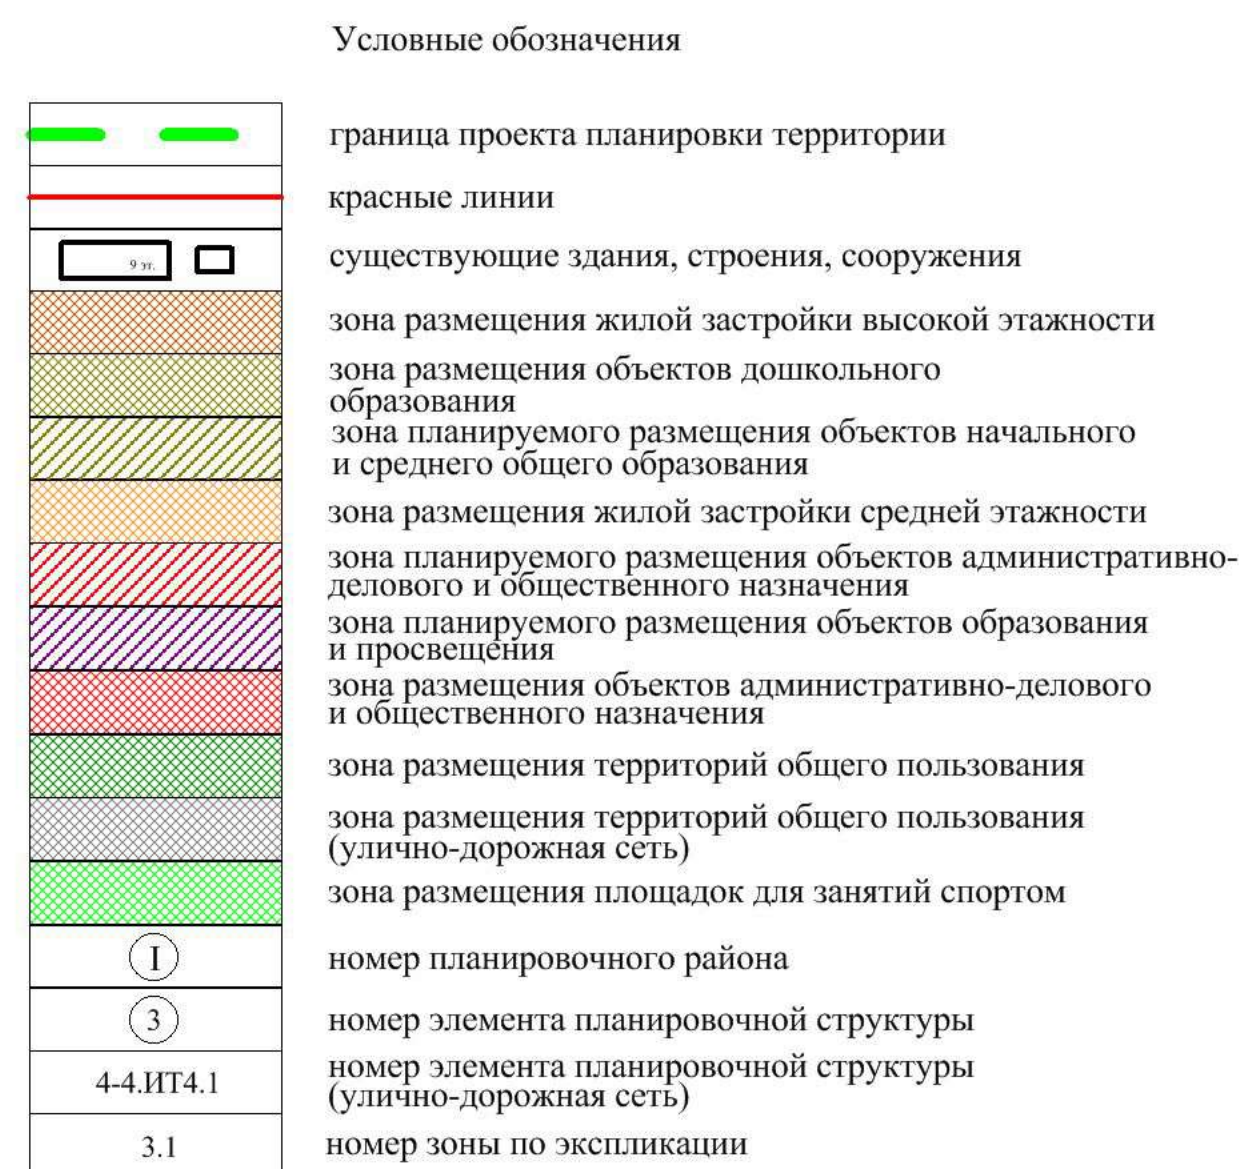 Условные обозначения
граница проекта планировки территории
красные линии
9 эт.
существующие здания, строения, сооружения
зона размещения жилой застройки высокой этажности
зона размещения объектов дошкольного
образования
зона планируемого размещения объектов начального
и среднего общего образования
зона размещения жилой застройки средней этажности
зона планируемого размещения объектов административно-
делового и общественного назначения
зона планируемого размещения объектов образования
и просвещения
зона размещения объектов административно-делового
и общественного назначения
зона размещения территорий общего пользования
зона размещения территорий общего пользования
(улично-дорожная сеть)
зона размещения площадок для занятий спортом
I
номер планировочного района
3
номер элемента планировочной структуры
4-4.ИТ4.1
номер элемента планировочной структуры
(улично-дорожная сеть)
3.1
номер зоны по экспликации